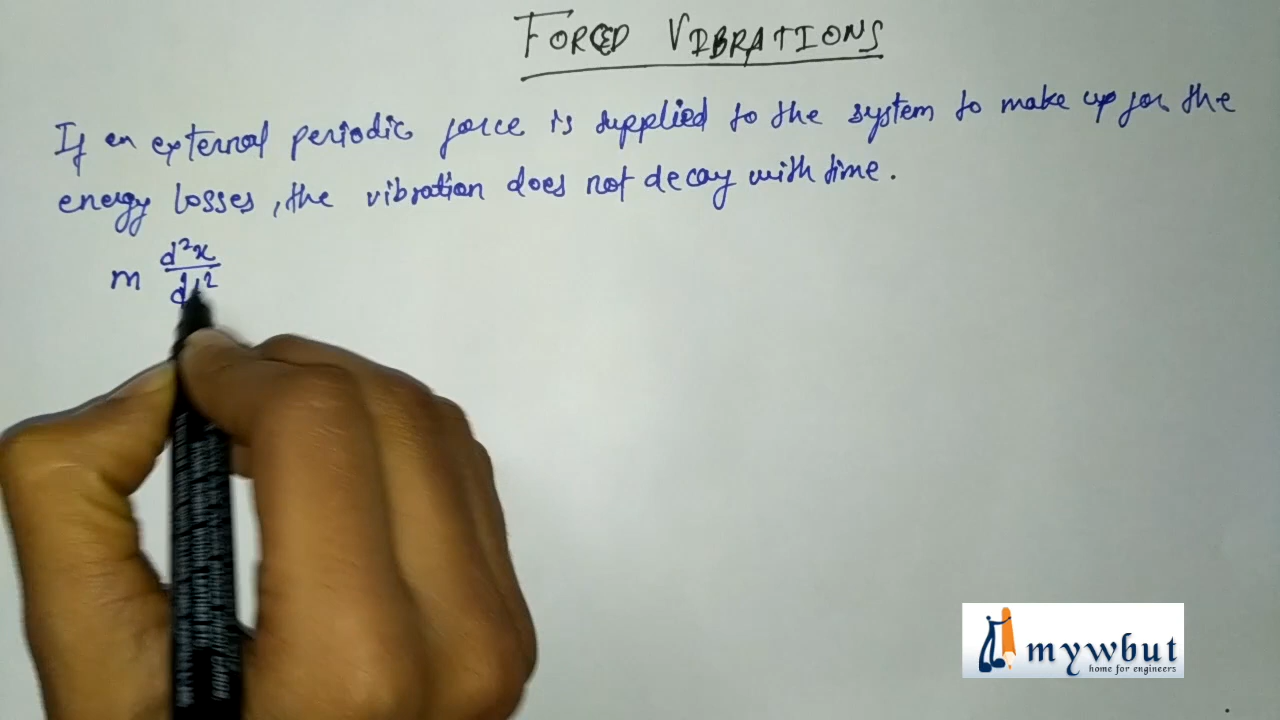 FORCED VIBRATIONS
If an external periodic force is supplied to the system to make up for the
energy losses, the vibration does not decay with time.
m d²x
dt²
mywbut
home for engineers